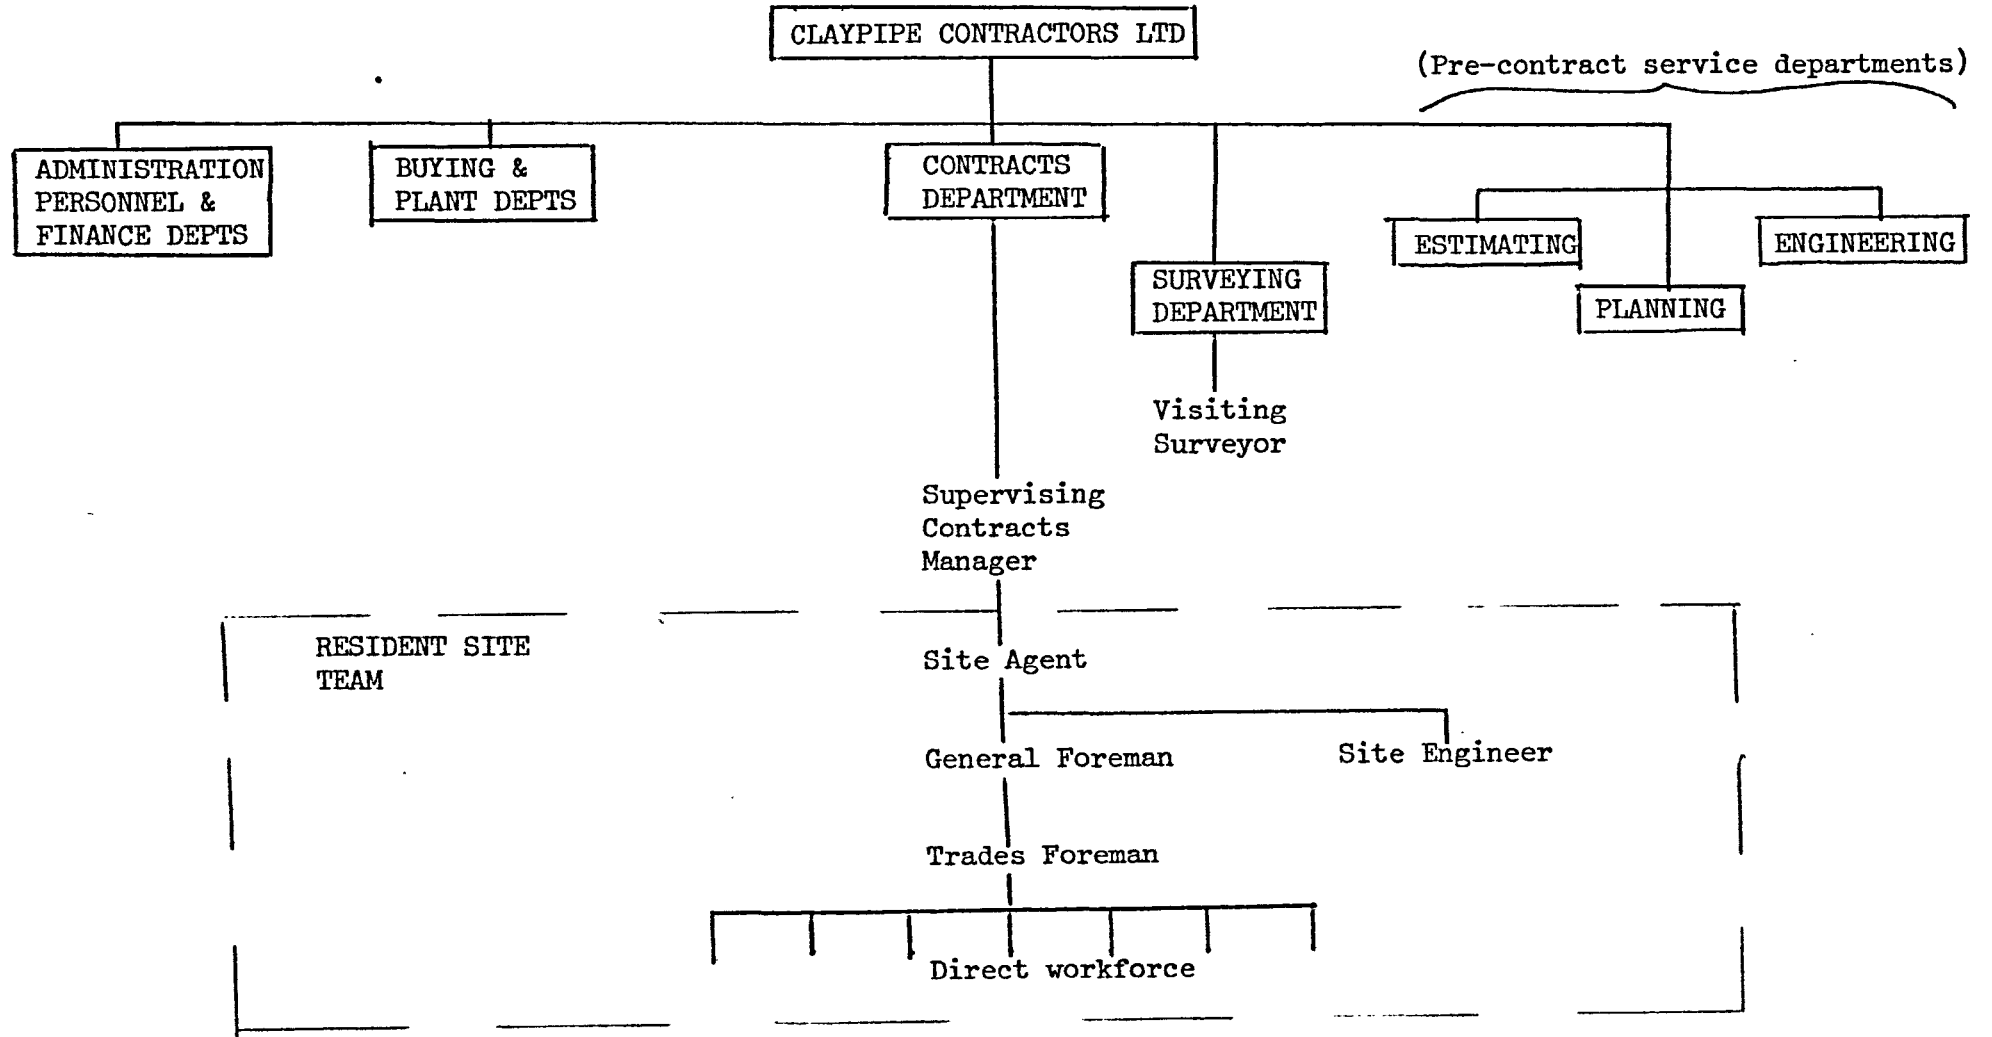 CLAYPIPE CONTRACTORS LTD
(Pre-contract service departments)
ADMINISTRATION
PERSONNEL &
FINANCE DEPTS
BUYING &
PLANT DEPTS
CONTRACTS
DEPARTMENT
SURVEYING
DEPARTMENT
ESTIMATING
PLANNING
ENGINEERING
Visiting
Surveyor
Supervising
Contracts
Manager
RESIDENT SITE
TEAM
Site Agent
General Foreman
Site Engineer
Trades Foreman
Direct workforce